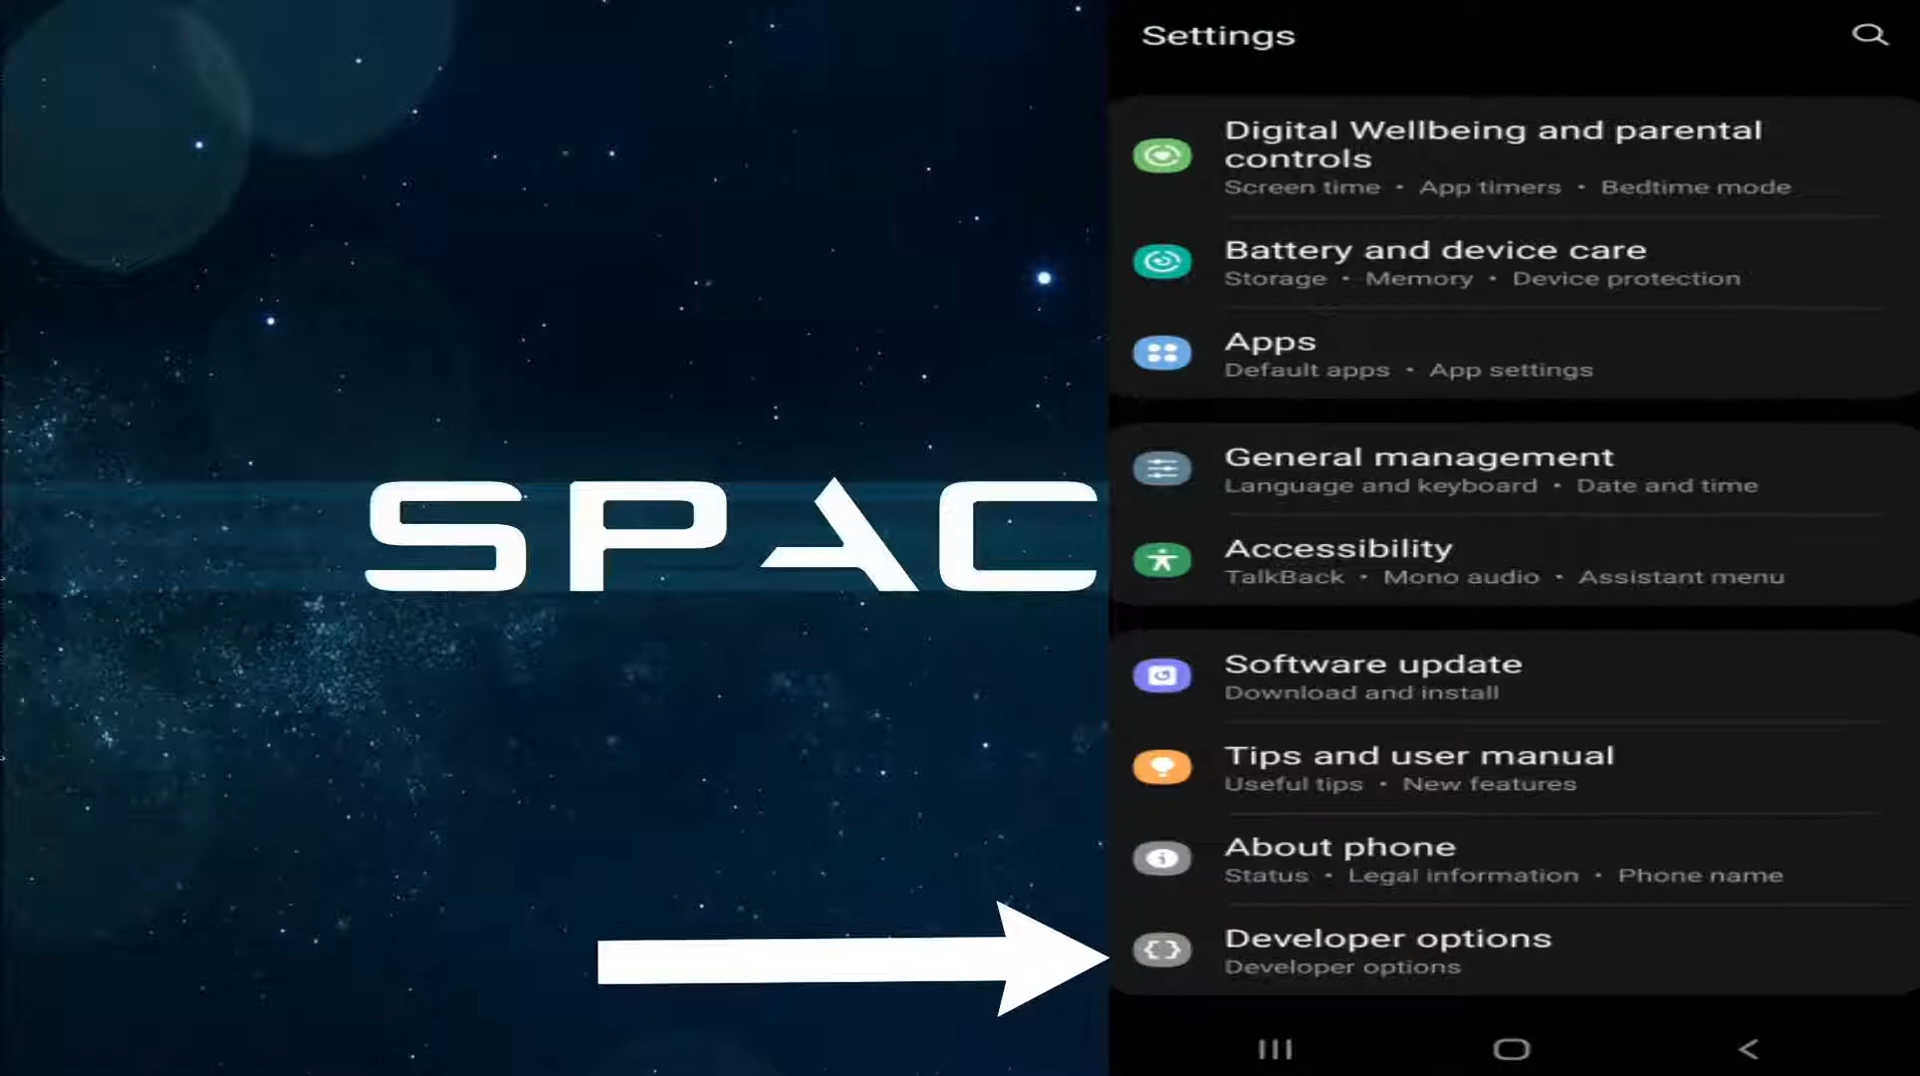 SPAC
Settings
Digital Wellbeing and parental
controls
Screen time • App timers • Bedtime mode
Battery and device care
Storage • Memory • Device protection
Apps
Default apps • App settings
General management
Language and keyboard • Date and time
Accessibility
TalkBack • Mono audio • Assistant menu
Software update
Download and install
Tips and user manual
Useful tips • New features
About phone
Status • Legal information • Phone name
Developer options
Developer options